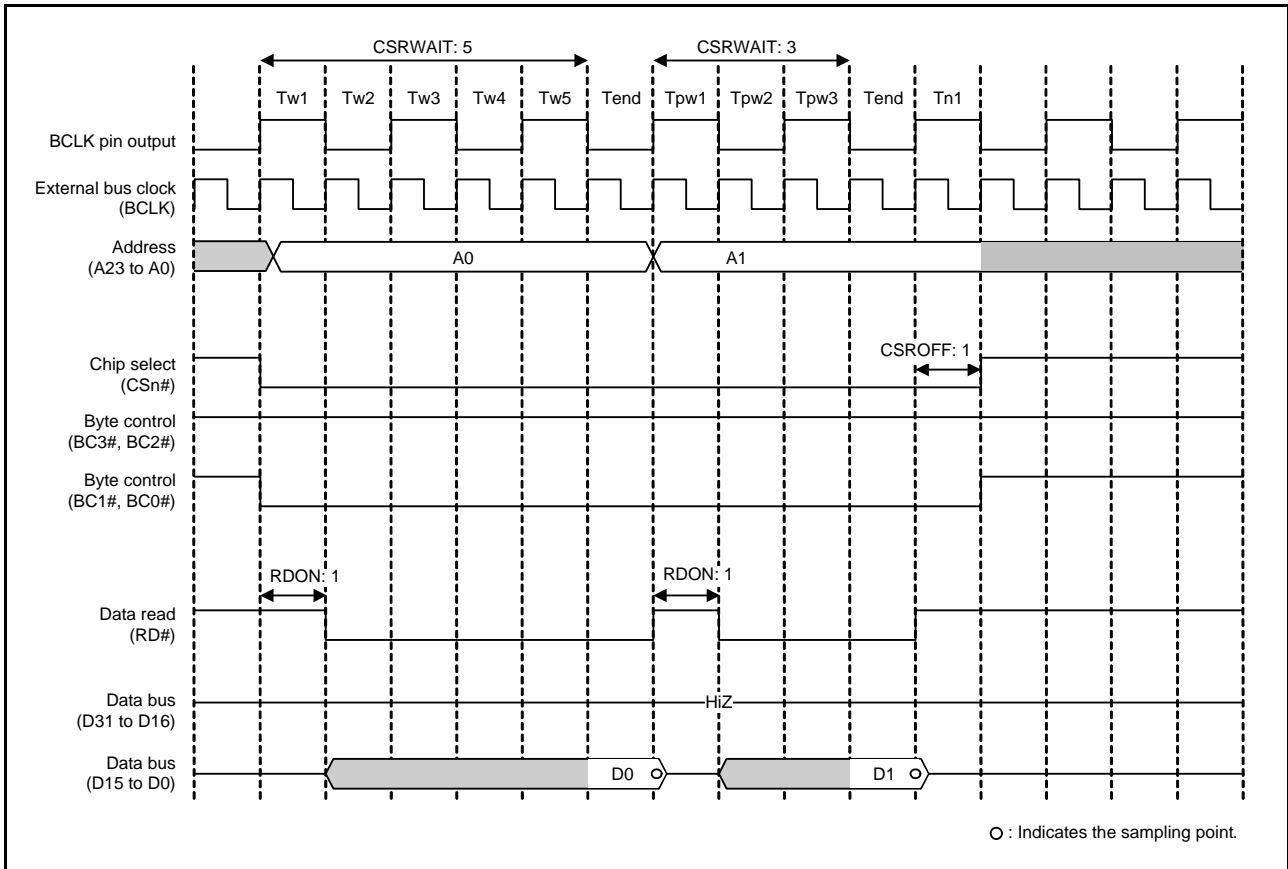 CSRWAIT: 5
CSRWAIT: 3
Tw1 Tw2 Tw3 Tw4 Tw5 Tend Tpw1 Tpw2 Tpw3 Tend Tn1
BCLK pin output
External bus clock
(BCLK)
Address
(A23 to A0)
A0
A1
CSROFF: 1
Chip select
(CSn#)
Byte control
(BC3#, BC2#)
Byte control
(BC1#, BC0#)
RDON: 1
RDON: 1
Data read
(RD#)
Data bus
(D31 to D16)
HiZ
Data bus
(D15 to D0)
D0
D1
: Indicates the sampling point.